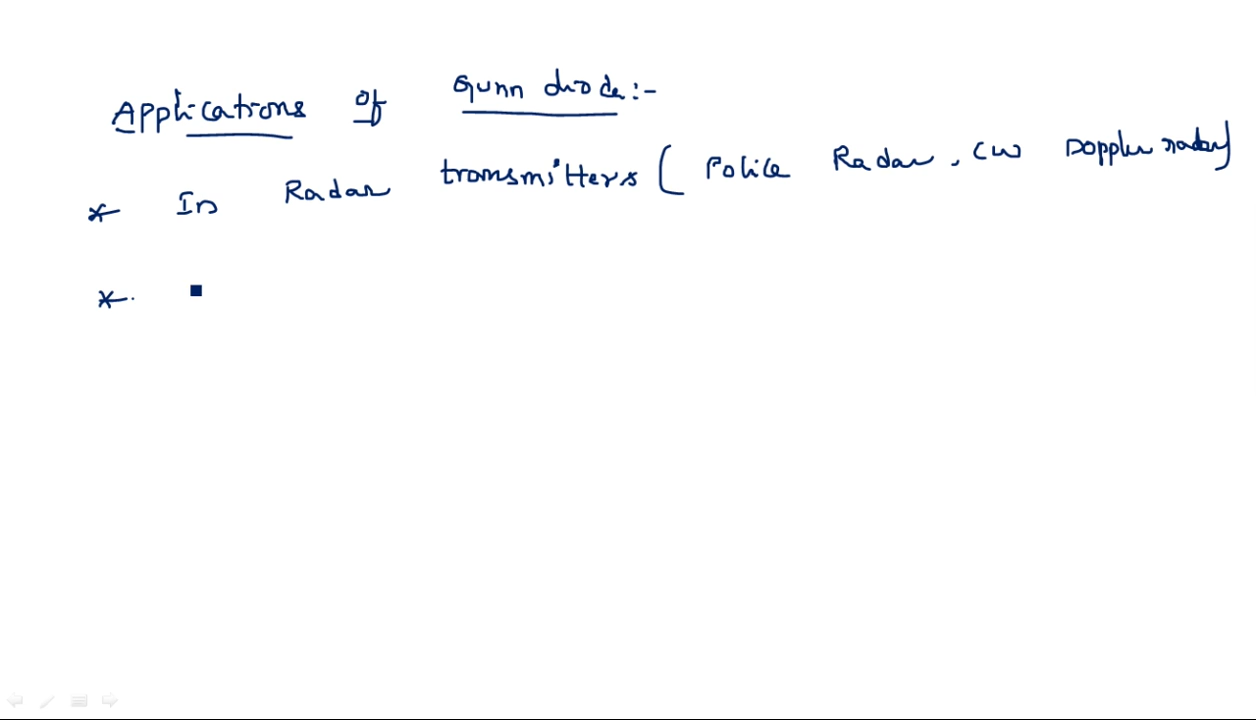 Applications of Gunn diode:-
* In Radar transmitters (Police Radar, CW Doppler radar)
*